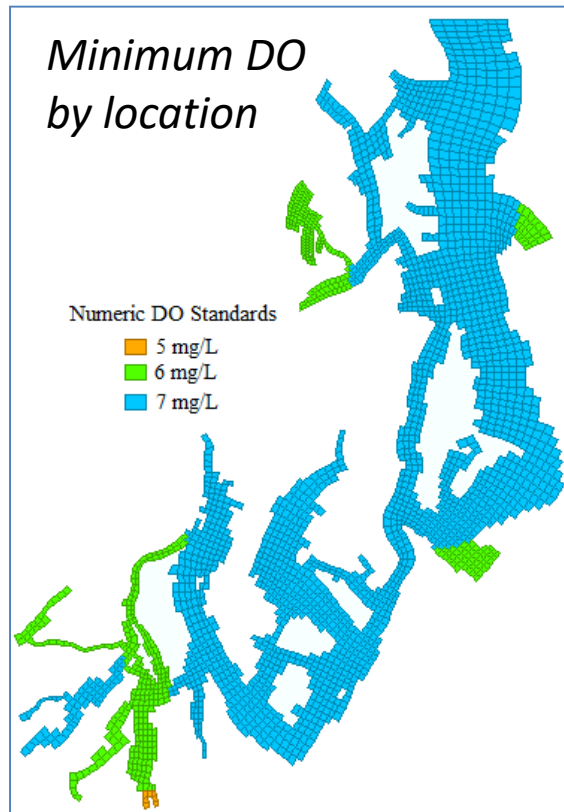 Minimum DO
by location
Numeric DO Standards
5 mg/L
6 mg/L
7 mg/L